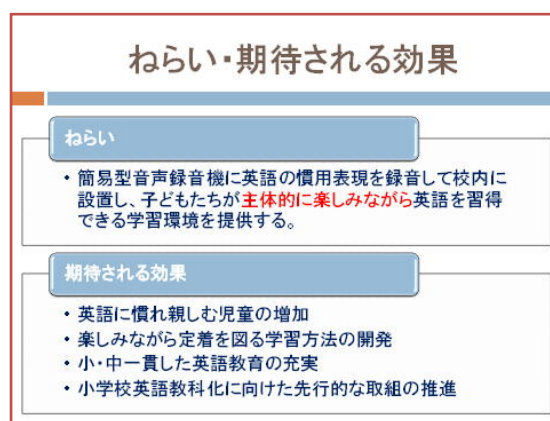 ねらい・期待される効果
ねらい
・簡易型音声録音機に英語の慣用表現を録音して校内に
設置し、子どもたちが主体的に楽しみながら英語を習得
できる学習環境を提供する。
期待される効果
・英語に慣れ親しむ児童の増加
・楽しみながら定着を図る学習方法の開発
・小・中一貫した英語教育の充実
・小学校英語教科化に向けた先行的な取組の推進